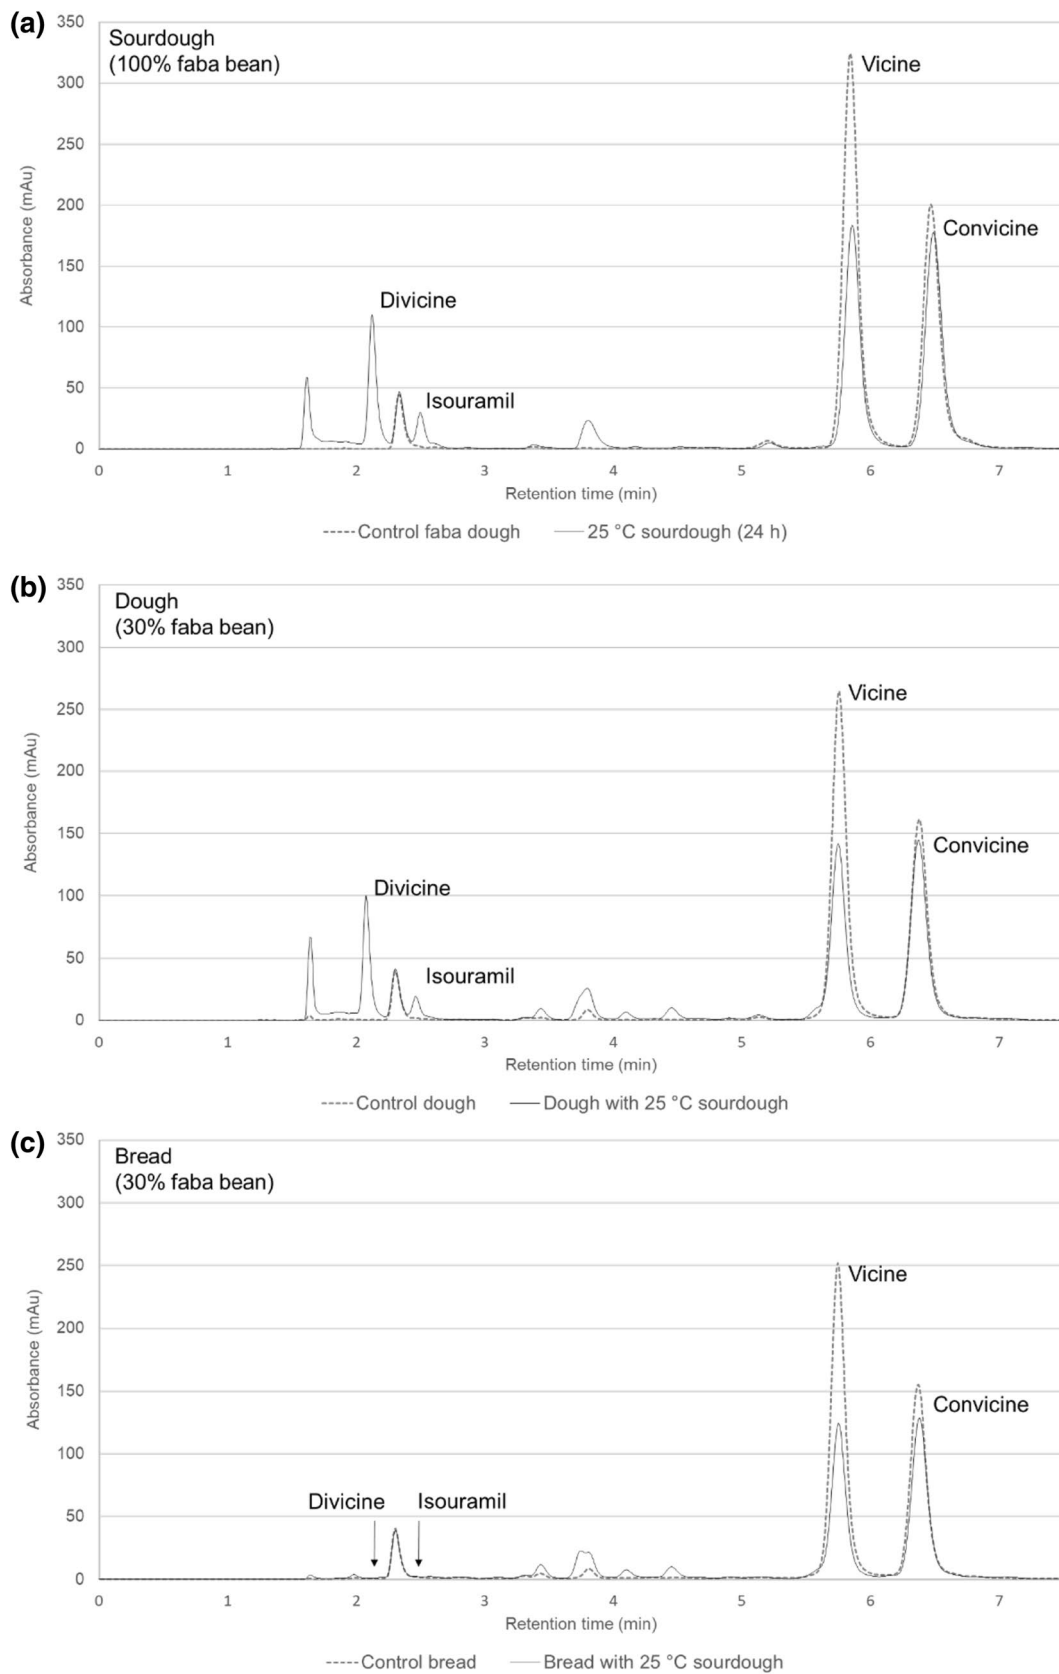 (a)
350
Sourdough
(100% faba bean)
300
Vicine
250
200
Convicine
150
Divicine
100
50
Isouramil
0
Absorbance (mAu)
0 1 2 3 4 5 6 7
Retention time (min)
Control faba dough 25 °C sourdough (24 h)
(b)
350
Dough
(30% faba bean)
300
Vicine
250
200
150
Convicine
Divicine
100
50
Isouramil
0
Absorbance (mAu)
0 1 2 3 4 5 6 7
Retention time (min)
Control dough Dough with 25 °C sourdough
(c)
350
Bread
(30% faba bean)
300
250
Vicine
200
150
Convicine
100
Divicine Isouramil
50
0
Absorbance (mAu)
0 1 2 3 4 5 6 7
Retention time (min)
Control bread Bread with 25 °C sourdough